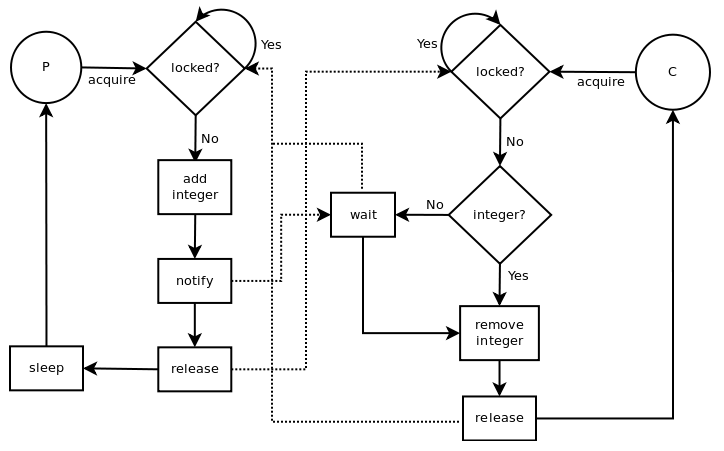 P
acquire
locked?
Yes
No
add
integer
notify
release
sleep
Yes
locked?
acquire
C
No
integer?
No
wait
Yes
remove
integer
release